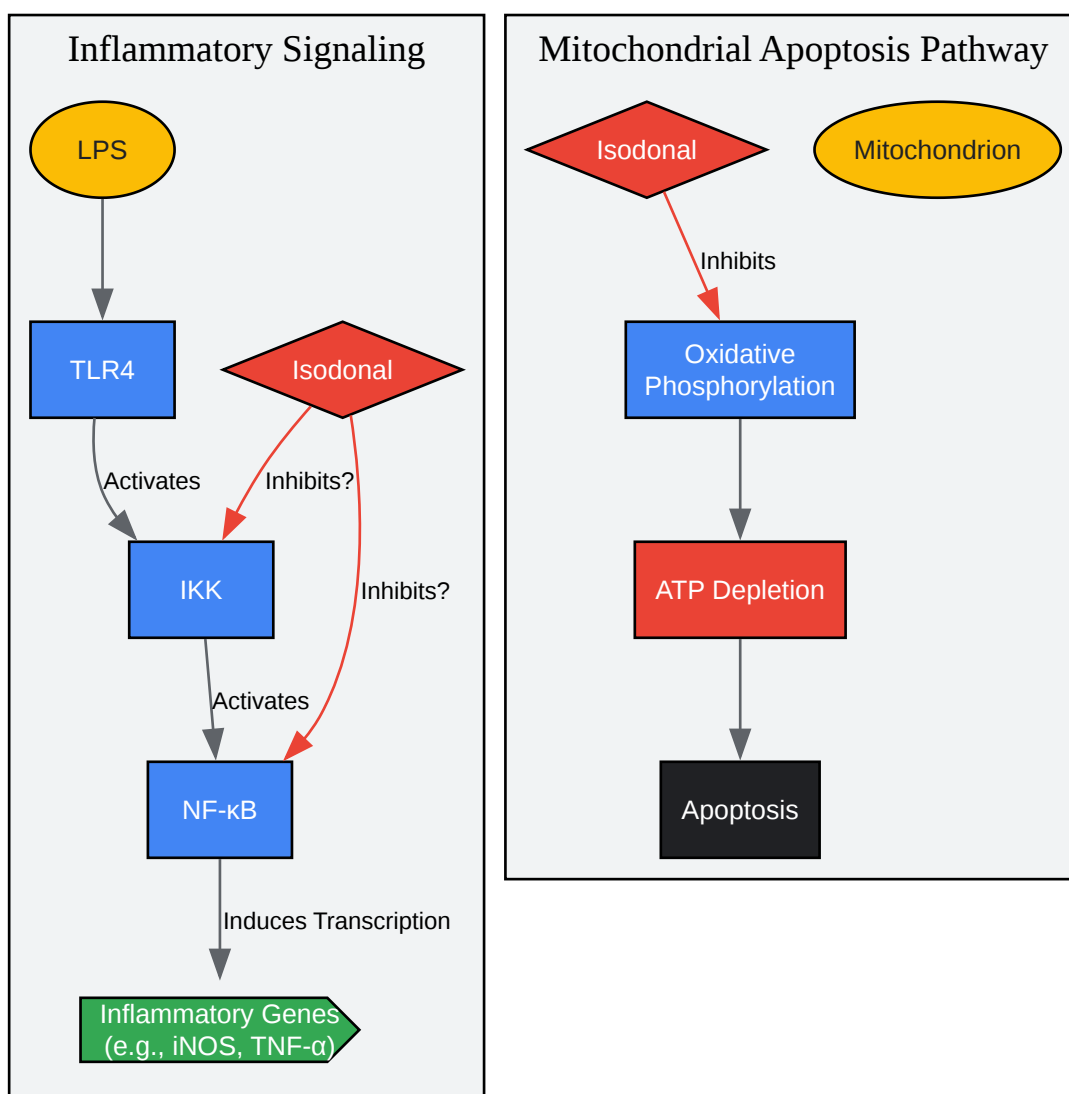 Inflammatory Signaling
LPS
TLR4
Isodonal
Activates
Inhibits?
IKK
Inhibits?
Activates
NF-κB
Induces Transcription
Inflammatory Genes
(e.g., iNOS, TNF-α)
Mitochondrial Apoptosis Pathway
Isodonal
Mitochondrion
Inhibits
Oxidative
Phosphorylation
ATP Depletion
Apoptosis